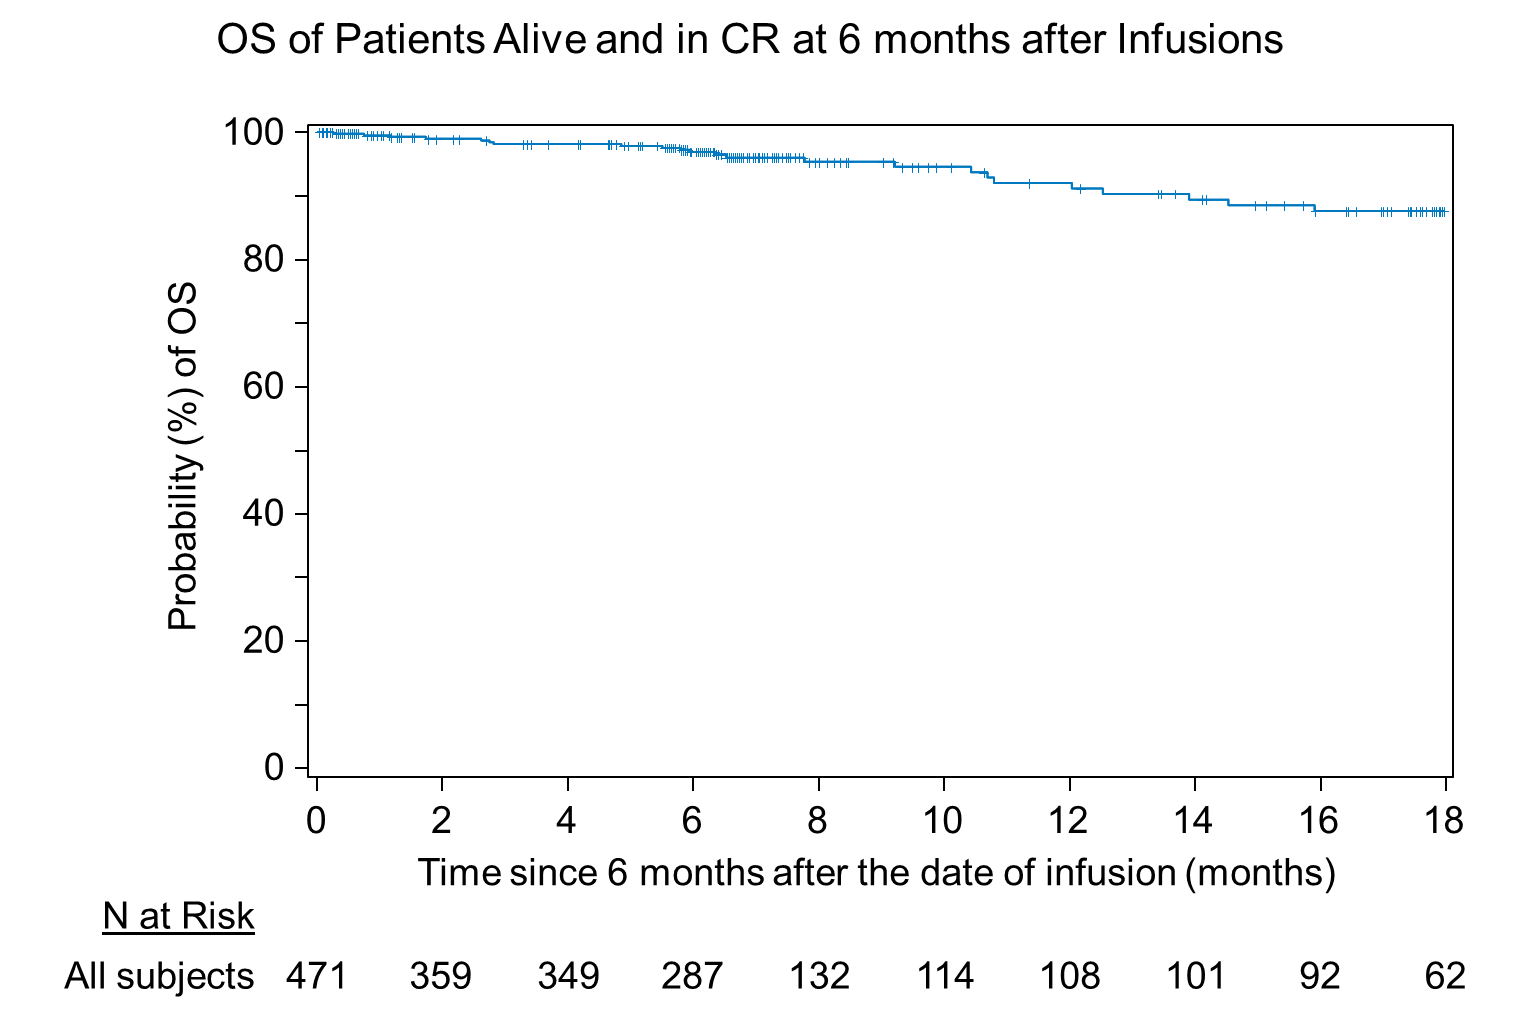 OS of Patients Alive and in CR at 6 months after Infusions
100
80
60
40
20
0
Probability (%) of OS
0 2 4 6 8 10 12 14 16 18
Time since 6 months after the date of infusion (months)
N at Risk
All subjects 471 359 349 287 132 114 108 101 92 62